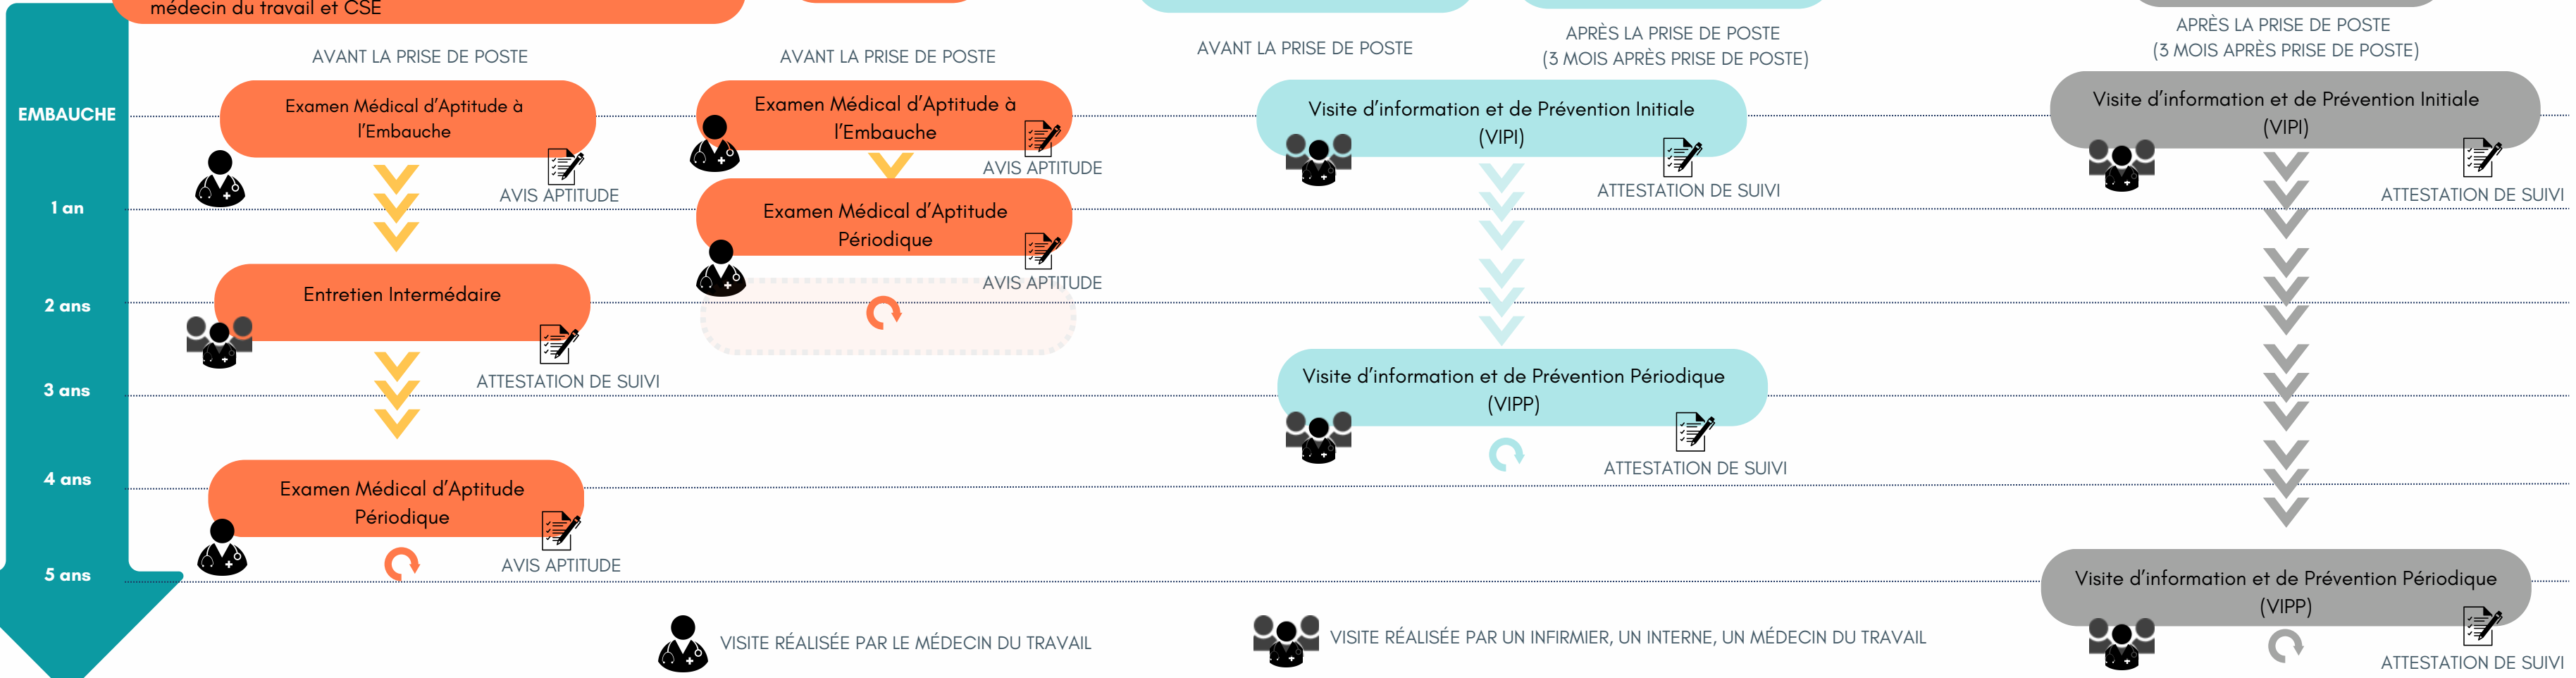 médecin du travail et CSE
AVANT LA PRISE DE POSTE
AVANT LA PRISE DE POSTE
AVANT LA PRISE DE POSTE
APRÈS LA PRISE DE POSTE
(3 MOIS APRÈS PRISE DE POSTE)
APRÈS LA PRISE DE POSTE
(3 MOIS APRÈS PRISE DE POSTE)
EMBAUCHE
Examen Médical d'Aptitude à
l'Embauche
AVIS APTITUDE
Examen Médical d'Aptitude à
l'Embauche
AVIS APTITUDE
Visite d'information et de Prévention Initiale
(VIPI)
ATTESTATION DE SUIVI
Visite d'information et de Prévention Initiale
(VIPI)
ATTESTATION DE SUIVI
1 an
Examen Médical d'Aptitude
Périodique
AVIS APTITUDE
2 ans
Entretien Intermédaire
ATTESTATION DE SUIVI
3 ans
Visite d'information et de Prévention Périodique
(VIPP)
ATTESTATION DE SUIVI
4 ans
Examen Médical d'Aptitude
Périodique
AVIS APTITUDE
5 ans
Visite d'information et de Prévention Périodique
(VIPP)
ATTESTATION DE SUIVI
VISITE RÉALISÉE PAR LE MÉDECIN DU TRAVAIL
VISITE RÉALISÉE PAR UN INFIRMIER, UN INTERNE, UN MÉDECIN DU TRAVAIL